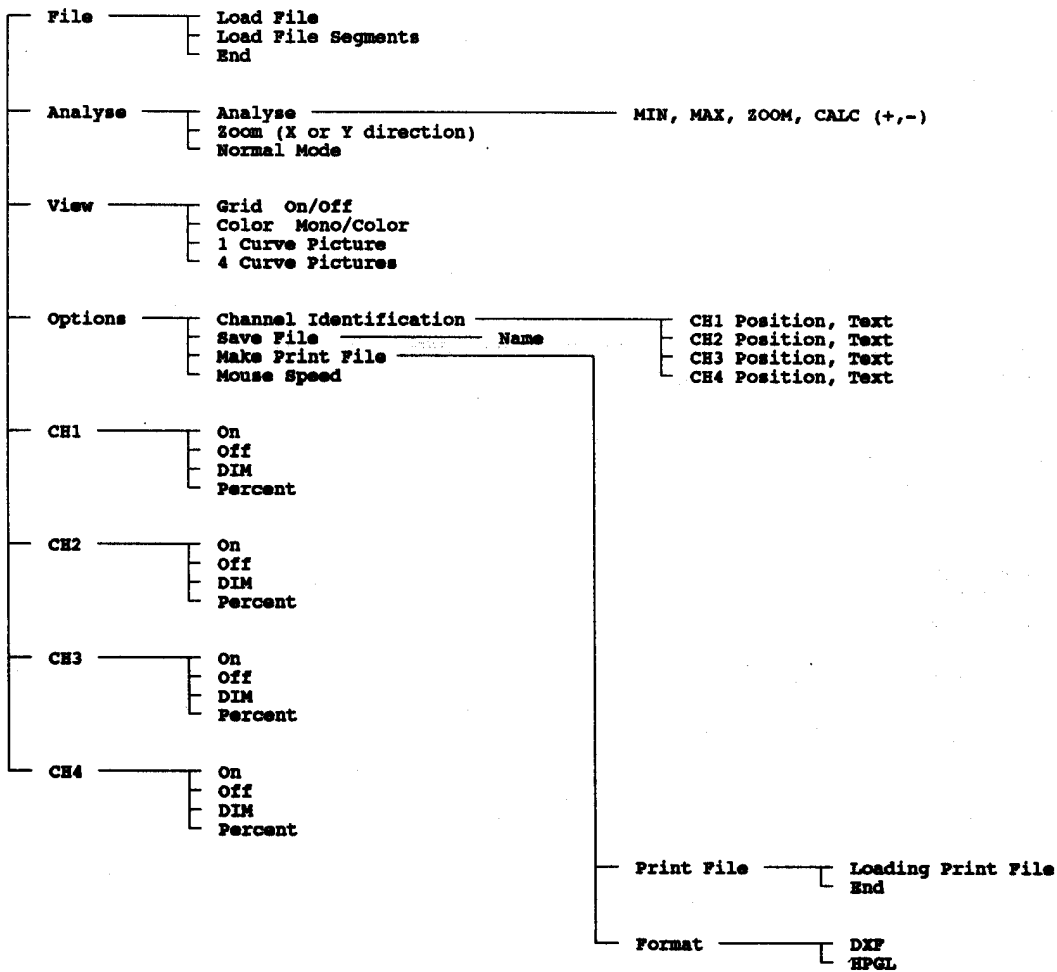 File Load File
Load File Segments
End
Analyse Analyse MIN, MAX, ZOOM, CALC (+,-)
Zoom (X or Y direction)
Normal Mode
View Grid On/Off
Color Mono/Color
1 Curve Picture
4 Curve Pictures
Options Channel Identification CH1 Position, Text
Save File Name CH2 Position, Text
Make Print File CH3 Position, Text
Mouse Speed CH4 Position, Text
CH1 On
Off
DIM
Percent
CH2 On
Off
DIM
Percent
CH3 On
Off
DIM
Percent
CH4 On
Off
DIM
Percent
Print File Loading Print File
End
Format DXF
HPGL